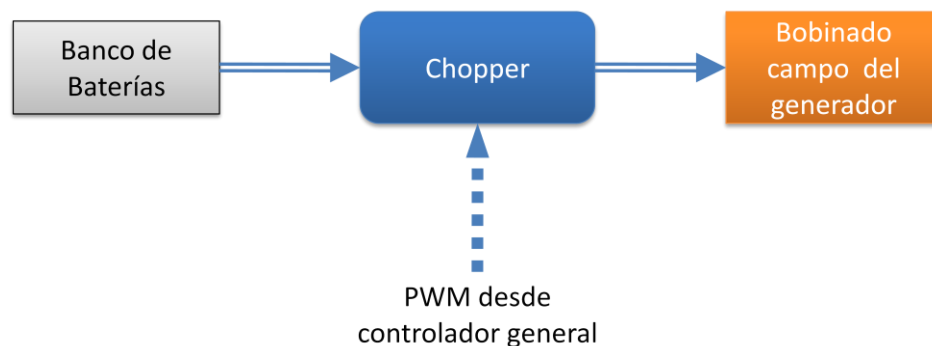 Banco de
Baterías
Chopper
Bobinado
campo del
generador
PWM desde
controlador general